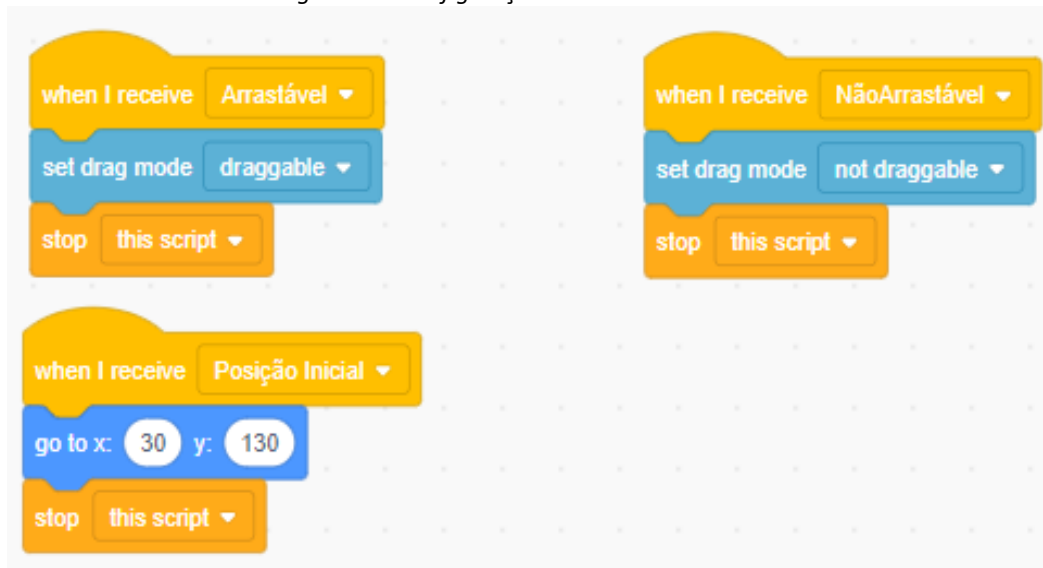 when I receive Arrastável
set drag mode draggable
stop this script
when I receive NãoArrastável
set drag mode not draggable
stop this script
when I receive Posição Inicial
go to x: 30 y: 130
stop this script